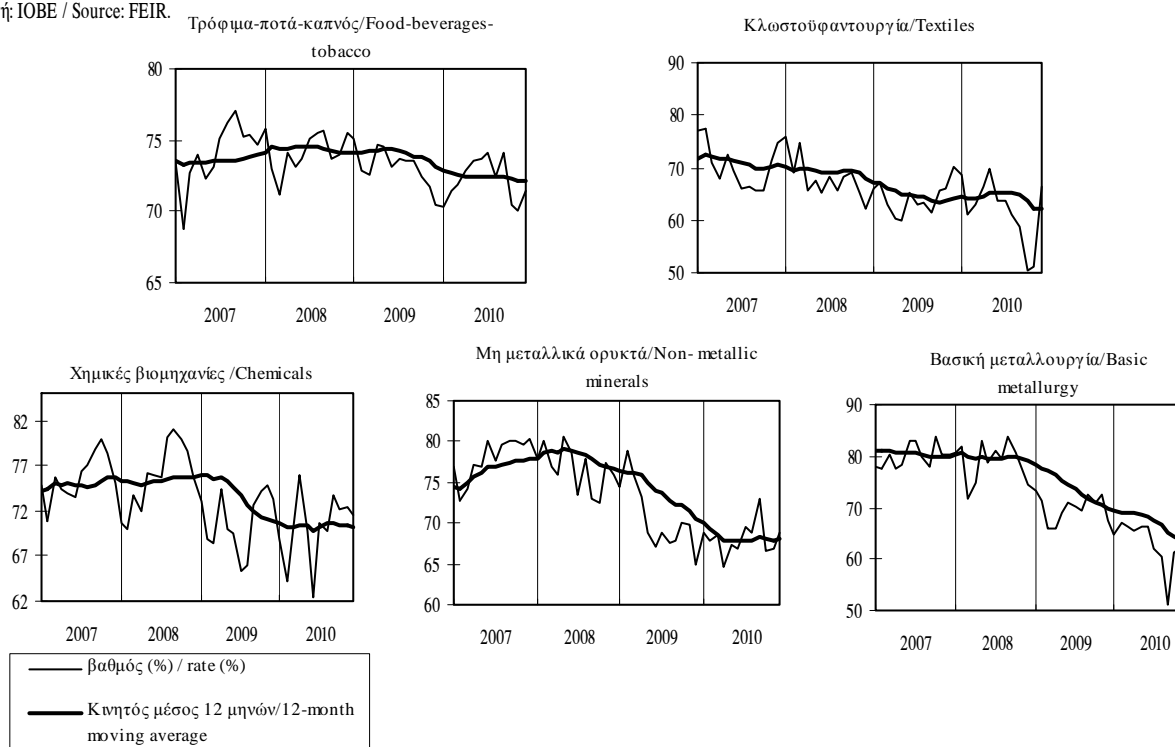 ή: ΙΟΒΕ / Source: FEIR.
Τρόφιμα-ποτά-καπνός/Food-beverages-
tobacco
80
75
70
65
2007 2008 2009 2010
Κλωστοϋφαντουργία/Textiles
90
80
70
60
50
2007 2008 2009 2010
Χημικές βιομηχανίες /Chemicals
82
77
72
67
62
2007 2008 2009 2010
Μη μεταλλικά ορυκτά/Non- metallic
minerals
85
80
75
70
65
60
2007 2008 2009 2010
Βασική μεταλλουργία/Basic
metallurgy
90
80
70
60
50
2007 2008 2009 2010
βαθμός (%) / rate (%)
Κινητός μέσος 12 μηνών/12-month
moving average